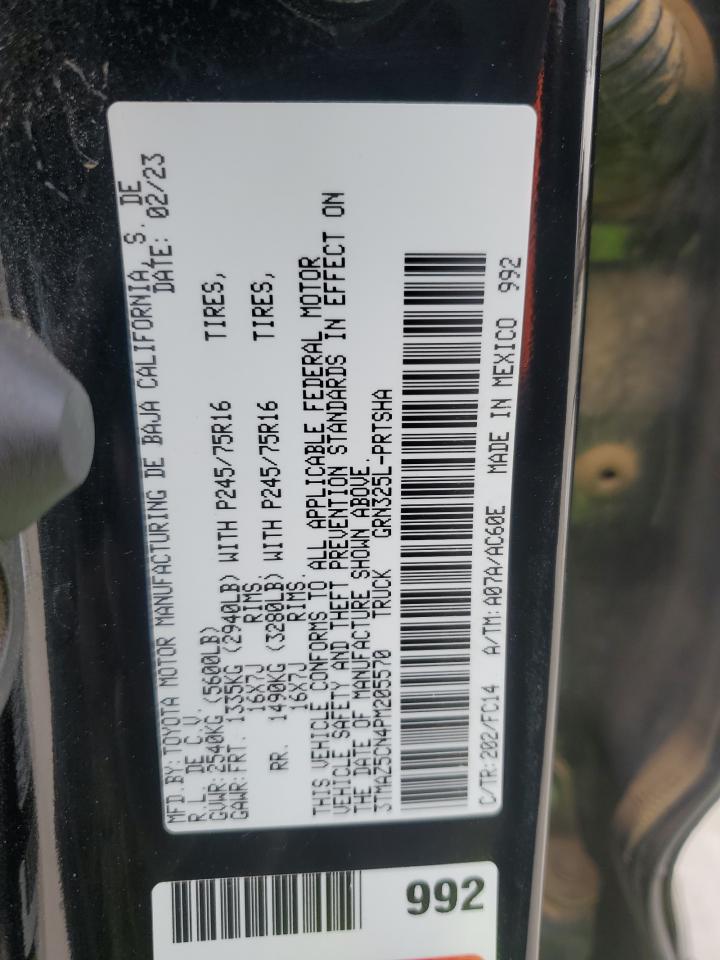 MFD.BY:TOYOTA MOTOR MANUFACTURING DE BAJA CALIFORNIA,S. DE
R.L. DE C.V. DATE: 02/23
GVWR:2540KG (5600LB)
GAWR:FRT. 1335KG (2940LB) WITH P245/75R16 TIRES,
16X7J RIMS.
RR. 1490KG (3280LB) WITH P245/75R16 TIRES,
16X7J RIMS.
THIS VEHICLE CONFORMS TO ALL APPLICABLE FEDERAL MOTOR
VEHICLE SAFETY AND THEFT PREVENTION STANDARDS IN EFFECT ON
THE DATE OF MANUFACTURE SHOWN ABOVE.
3TMAZ5CN4PM205570 TRUCK GRN325L-PRTSHA
C/TR:202/FC14 A/TM:A07A/AC60E MADE IN MEXICO 992
992